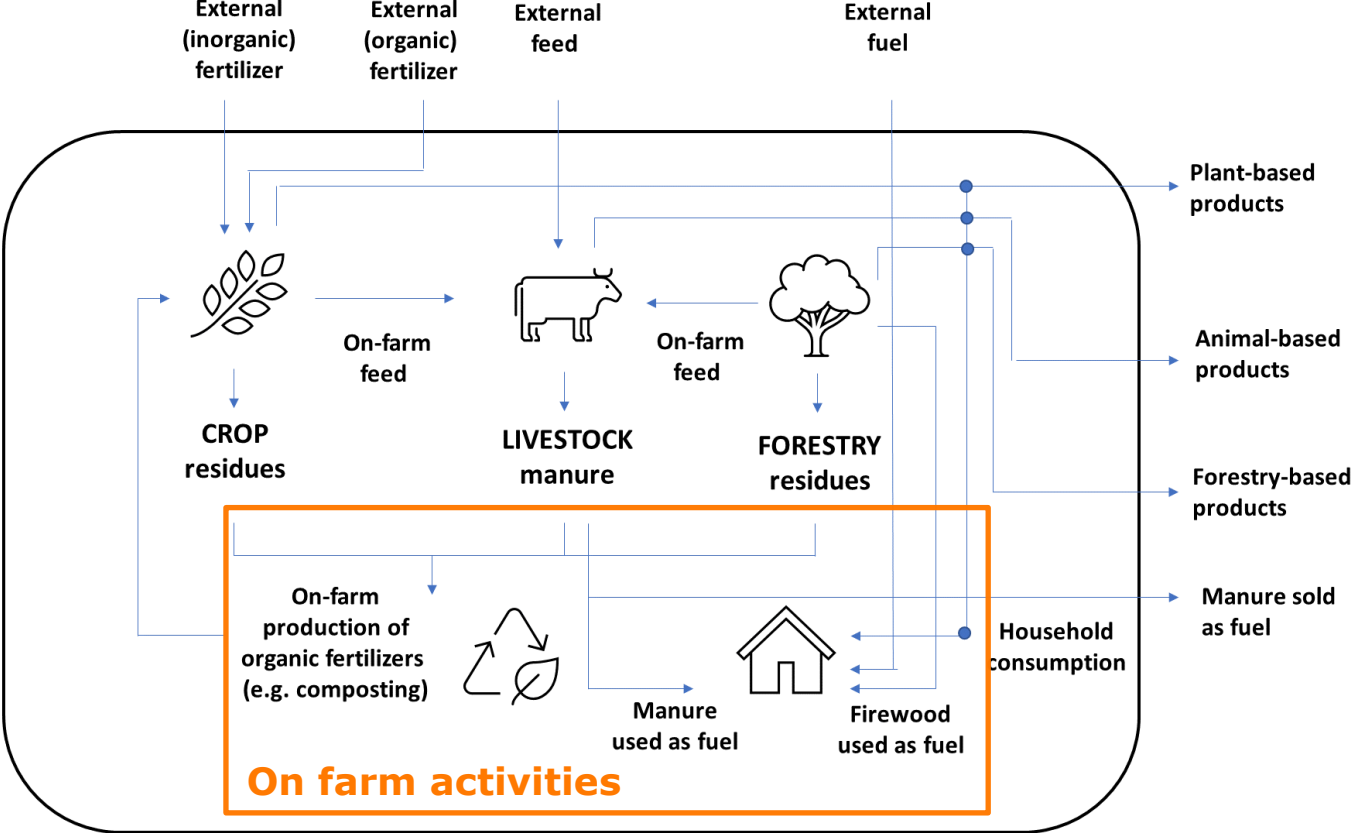 External
(inorganic)
fertilizer
External
(organic)
fertilizer
External
feed
External
fuel
Plant-based
products
On-farm
feed
On-farm
feed
Animal-based
products
CROP
residues
LIVESTOCK
manure
FORESTRY
residues
Forestry-based
products
On-farm
production of
organic fertilizers
(e.g. composting)
Manure
used as fuel
Firewood
used as fuel
Household
consumption
Manure sold
as fuel
On farm activities